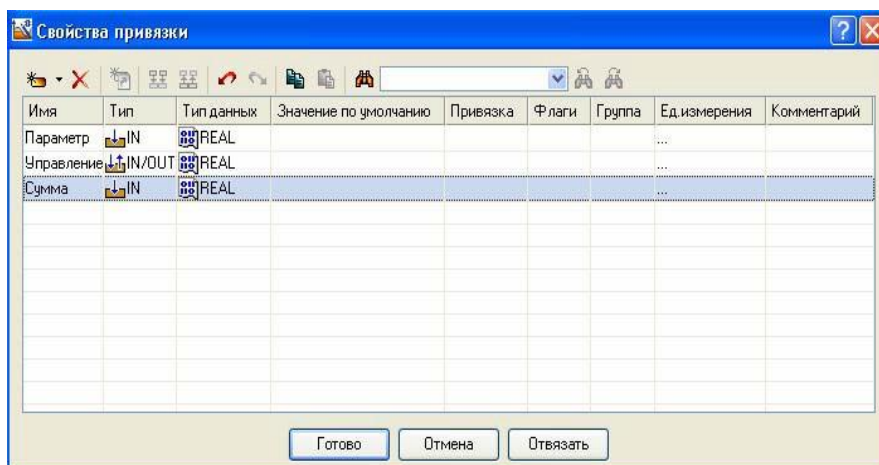 Свойства привязки
Имя Тип Тип данных Значение по умолчанию Привязка Флаги Группа Ед.измерения Комментарий
Параметр IN REAL ...
Управление IN/OUT REAL ...
Сумма IN REAL ...
Готово Отмена Отвязать